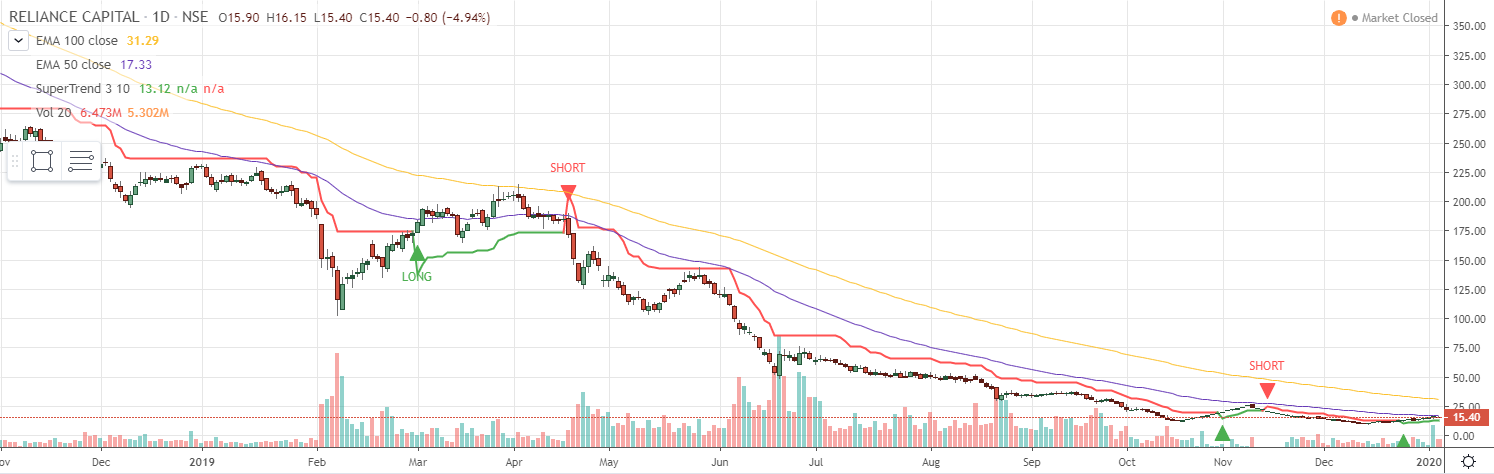 RELIANCE CAPITAL · 1D · NSE O15.90 H16.15 L15.40 C15.40 −0.80 (−4.94%)
! ● Market Closed
EMA 100 close 31.29
EMA 50 close 17.33
SuperTrend 3 10 13.12 n/a n/a
Vol 20 6.473M 5.302M
350.00
325.00
300.00
275.00
250.00
225.00
200.00
175.00
150.00
125.00
100.00
75.00
50.00
25.00
15.40
0.00
SHORT
LONG
SHORT
ov Dec 2019 Feb Mar Apr May Jun Jul Aug Sep Oct Nov Dec 2020